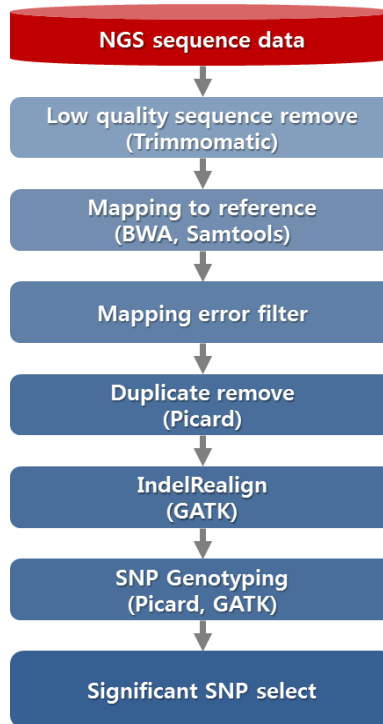 NGS sequence data
Low quality sequence remove
(Trimmomatic)
Mapping to reference
(BWA, Samtools)
Mapping error filter
Duplicate remove
(Picard)
IndelRealign
(GATK)
SNP Genotyping
(Picard, GATK)
Significant SNP select